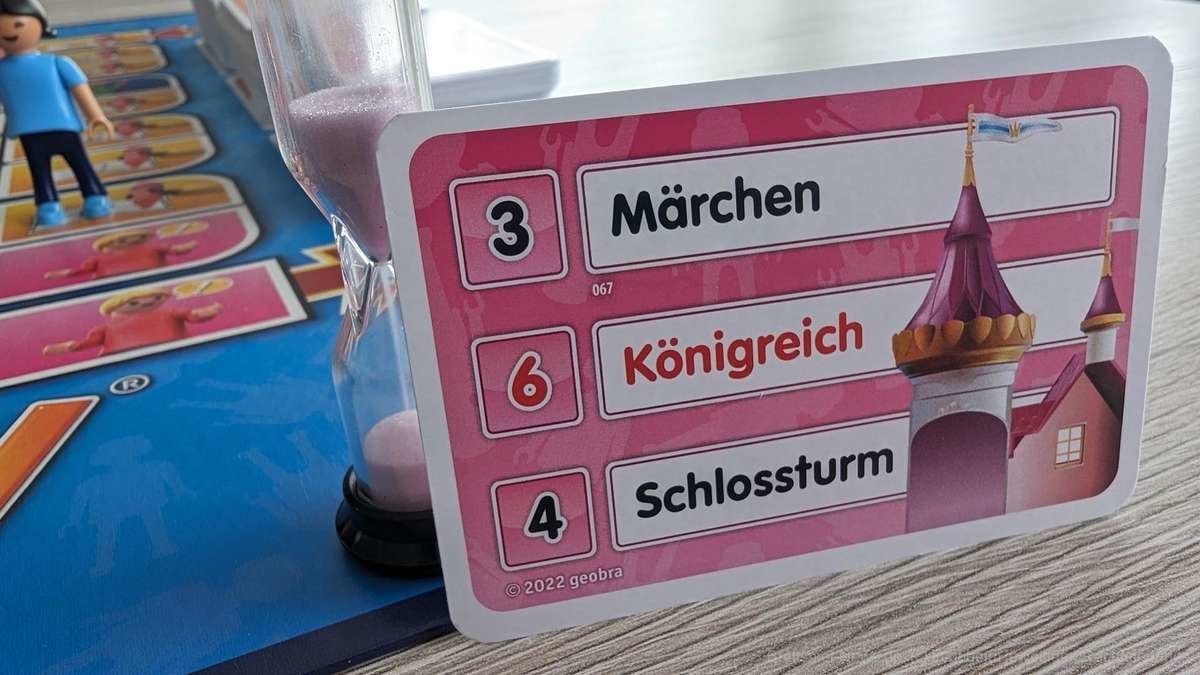 3 Märchen
067
6 Königreich
4 Schlossturm
© 2022 geobra
®